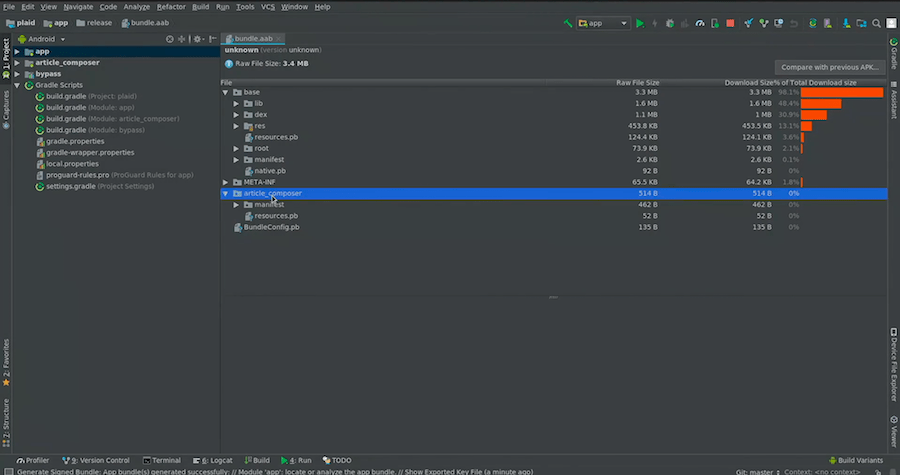 File Edit View Navigate Code Analyze Refactor Build Run Tools VCS Window Help
plaid app release bundle.aab app
Android bundle.aab
1: Project
Captures
2: Favorites
Z: Structure
app
article_composer
bypass
Gradle Scripts
build.gradle (Project: plaid)
build.gradle (Module: app)
build.gradle (Module: article_composer)
build.gradle (Module: bypass)
gradle.properties
gradle-wrapper.properties
local.properties
proguard-rules.pro (ProGuard Rules for app)
settings.gradle (Project Settings)
unknown (version unknown)
Raw File Size: 3.4 MB
Compare with previous APK...
File Raw File Size Download Size % of Total Download size
base 3.3 MB 3.3 MB 98.1%
lib 1.6 MB 1.6 MB 48.4%
dex 1.1 MB 1.1 MB 30.9%
res 453.8 KB 453.5 KB 13.1%
resources.pb 124.4 KB 124.1 KB 3.6%
root 73.9 KB 73.9 KB 2.1%
manifest 2.6 KB 2.6 KB 0.1%
native.pb 92 B 92 B 0%
META-INF 65.5 KB 64.2 KB 1.8%
article_composer 514 B 514 B 0%
manifest 462 B 462 B 0%
resources.pb 52 B 52 B 0%
BundleConfig.pb 135 B 135 B 0%
Gradle
Assistant
Device File Explorer
Viewer
Profiler 9: Version Control Terminal 6: Logcat Build 4: Run TODO Build Variants
Generate Signed Bundle: App bundle(s) generated successfully: // Module 'app': locate or analyze the app bundle. // Show Exported Key File (a minute ago) Git: master Context: <no context>